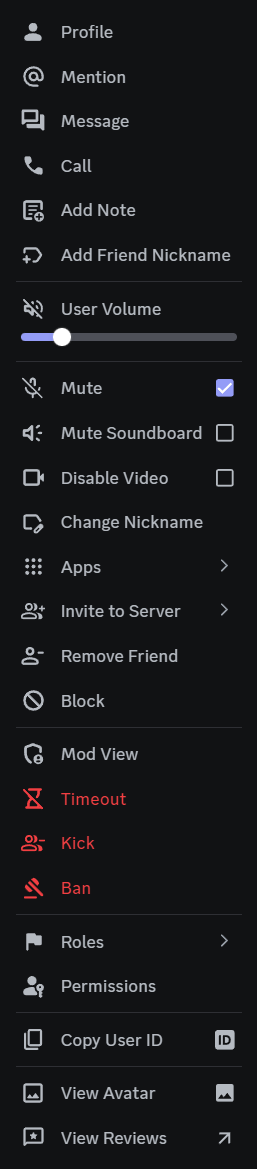 Profile
Mention
Message
Call
Add Note
Add Friend Nickname
User Volume
Mute
Mute Soundboard
Disable Video
Change Nickname
Apps
Invite to Server
Remove Friend
Block
Mod View
Timeout
Kick
Ban
Roles
Permissions
Copy User ID ID
View Avatar
View Reviews